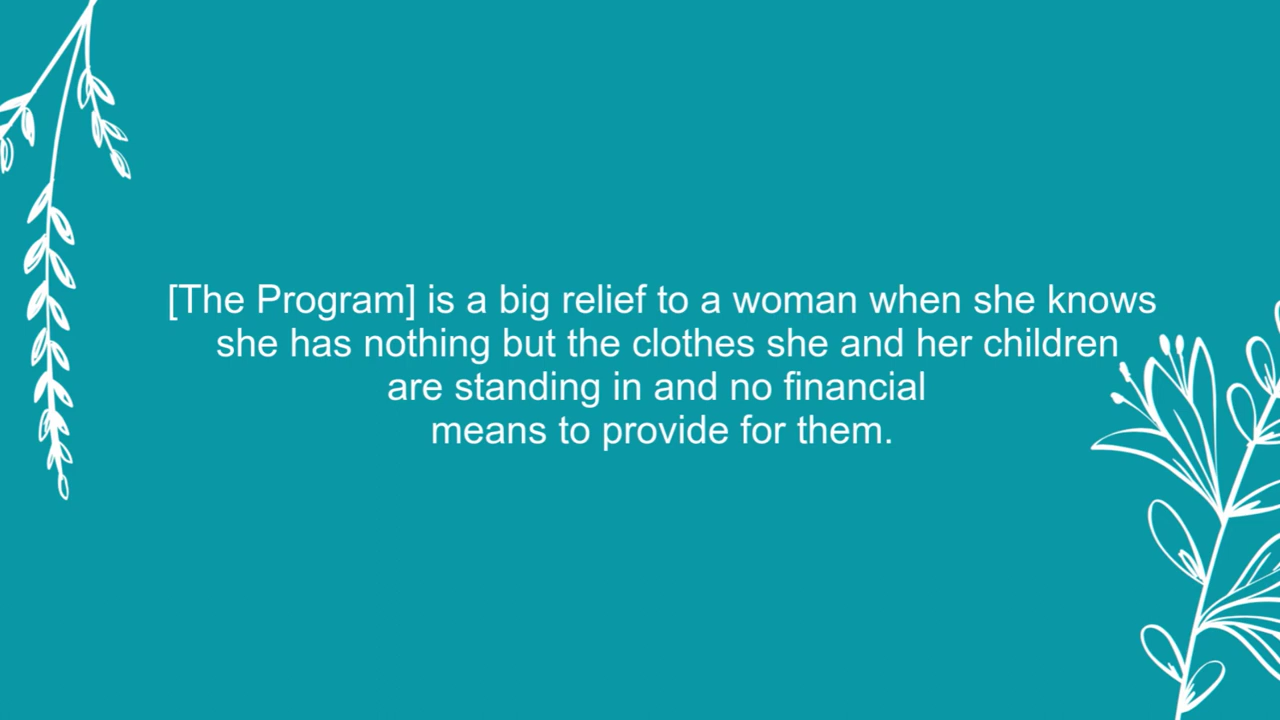 [The Program] is a big relief to a woman when she knows
she has nothing but the clothes she and her children
are standing in and no financial
means to provide for them.